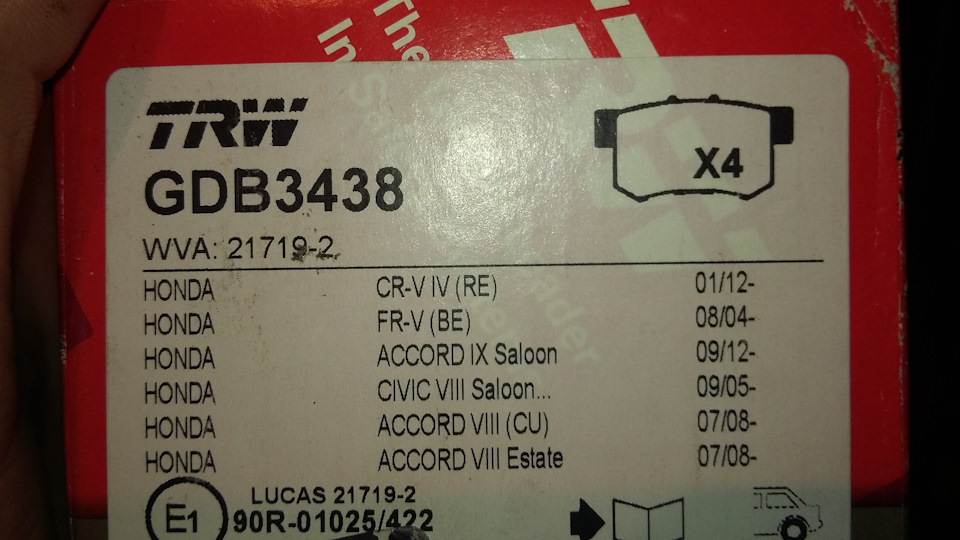 The
In
TRW
GDB3438
X4
WVA: 21719-2
HONDA CR-V IV (RE) 01/12-
HONDA FR-V (BE) 08/04-
HONDA ACCORD IX Saloon 09/12-
HONDA CIVIC VIII Saloon... 09/05-
HONDA ACCORD VIII (CU) 07/08-
HONDA ACCORD VIII Estate 07/08-
E1
LUCAS 21719-2
90R-01025/422